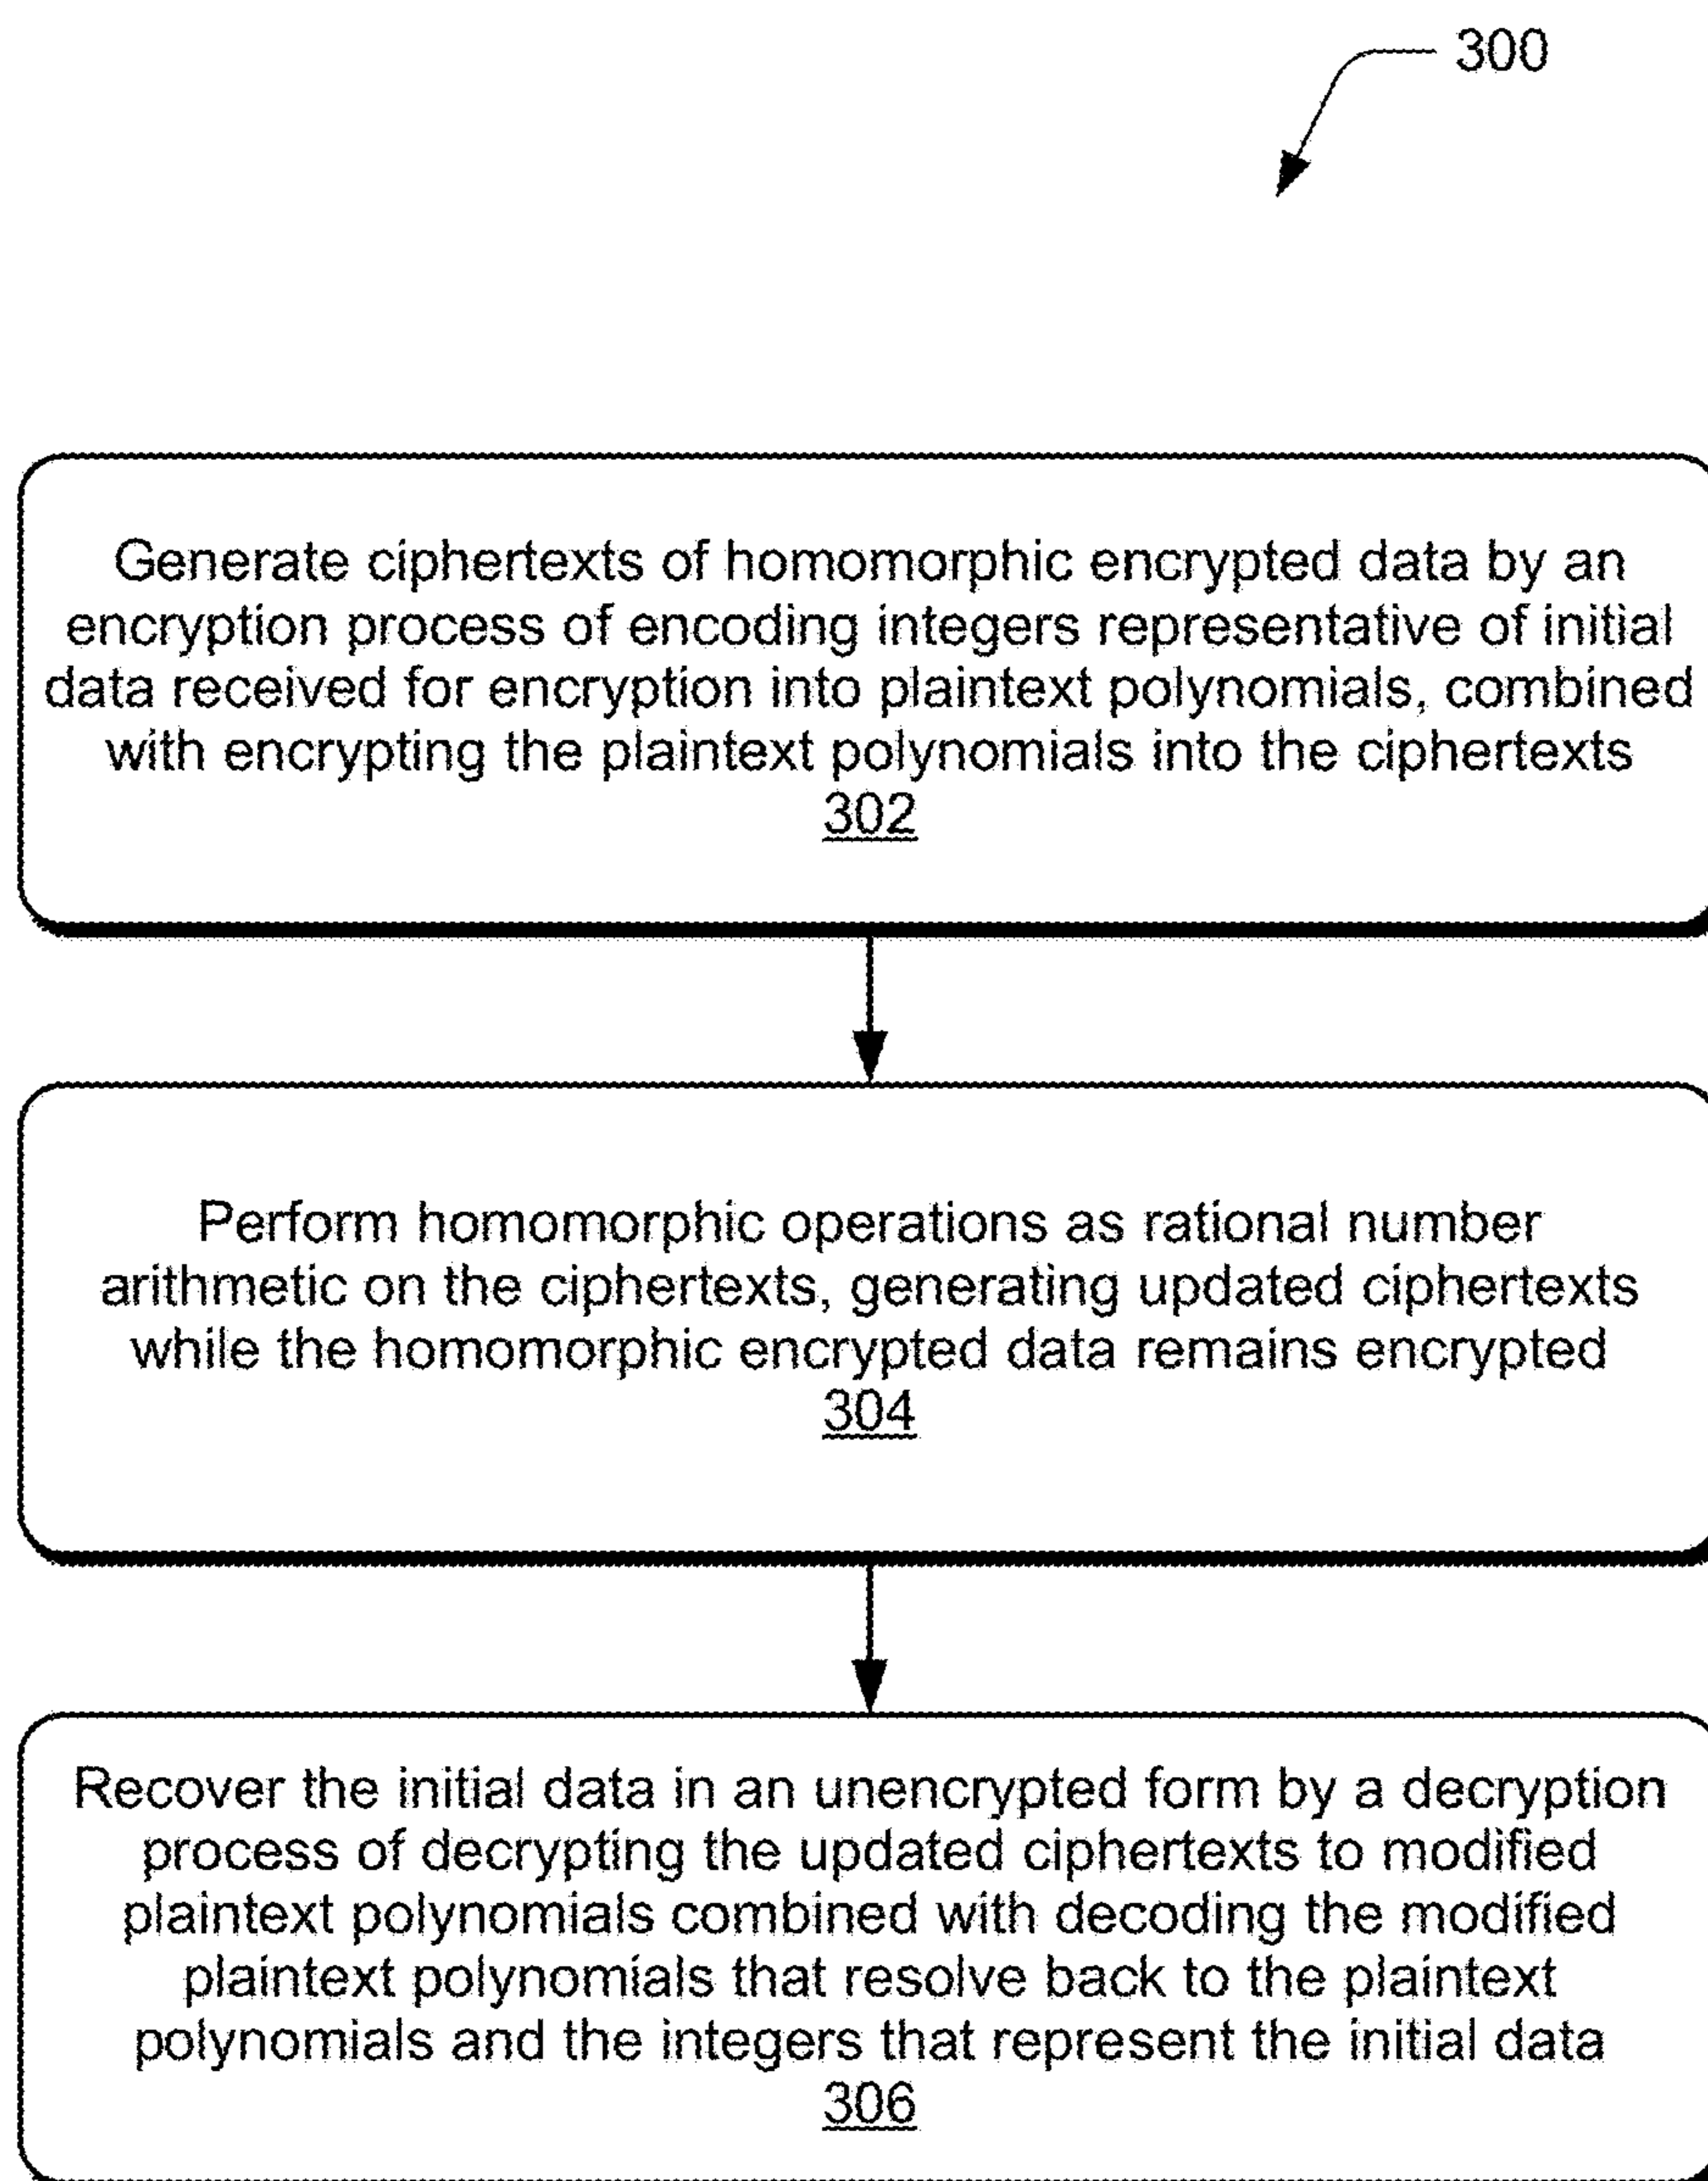 300
Generate ciphertexts of homomorphic encrypted data by an
encryption process of encoding integers representative of initial
data received for encryption into plaintext polynomials, combined
with encrypting the plaintext polynomials into the ciphertexts
302
Perform homomorphic operations as rational number
arithmetic on the ciphertexts, generating updated ciphertexts
while the homomorphic encrypted data remains encrypted
304
Recover the initial data in an unencrypted form by a decryption
process of decrypting the updated ciphertexts to modified
plaintext polynomials combined with decoding the modified
plaintext polynomials that resolve back to the plaintext
polynomials and the integers that represent the initial data
306